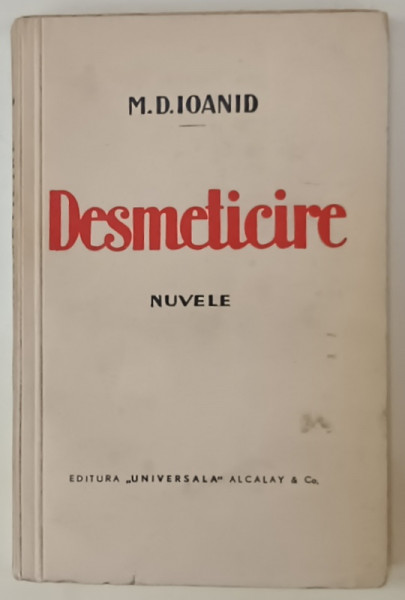 M.D.IOANID
Desmeticire
NUVELE
EDITURA „UNIVERSALA" ALCALAY & Co.